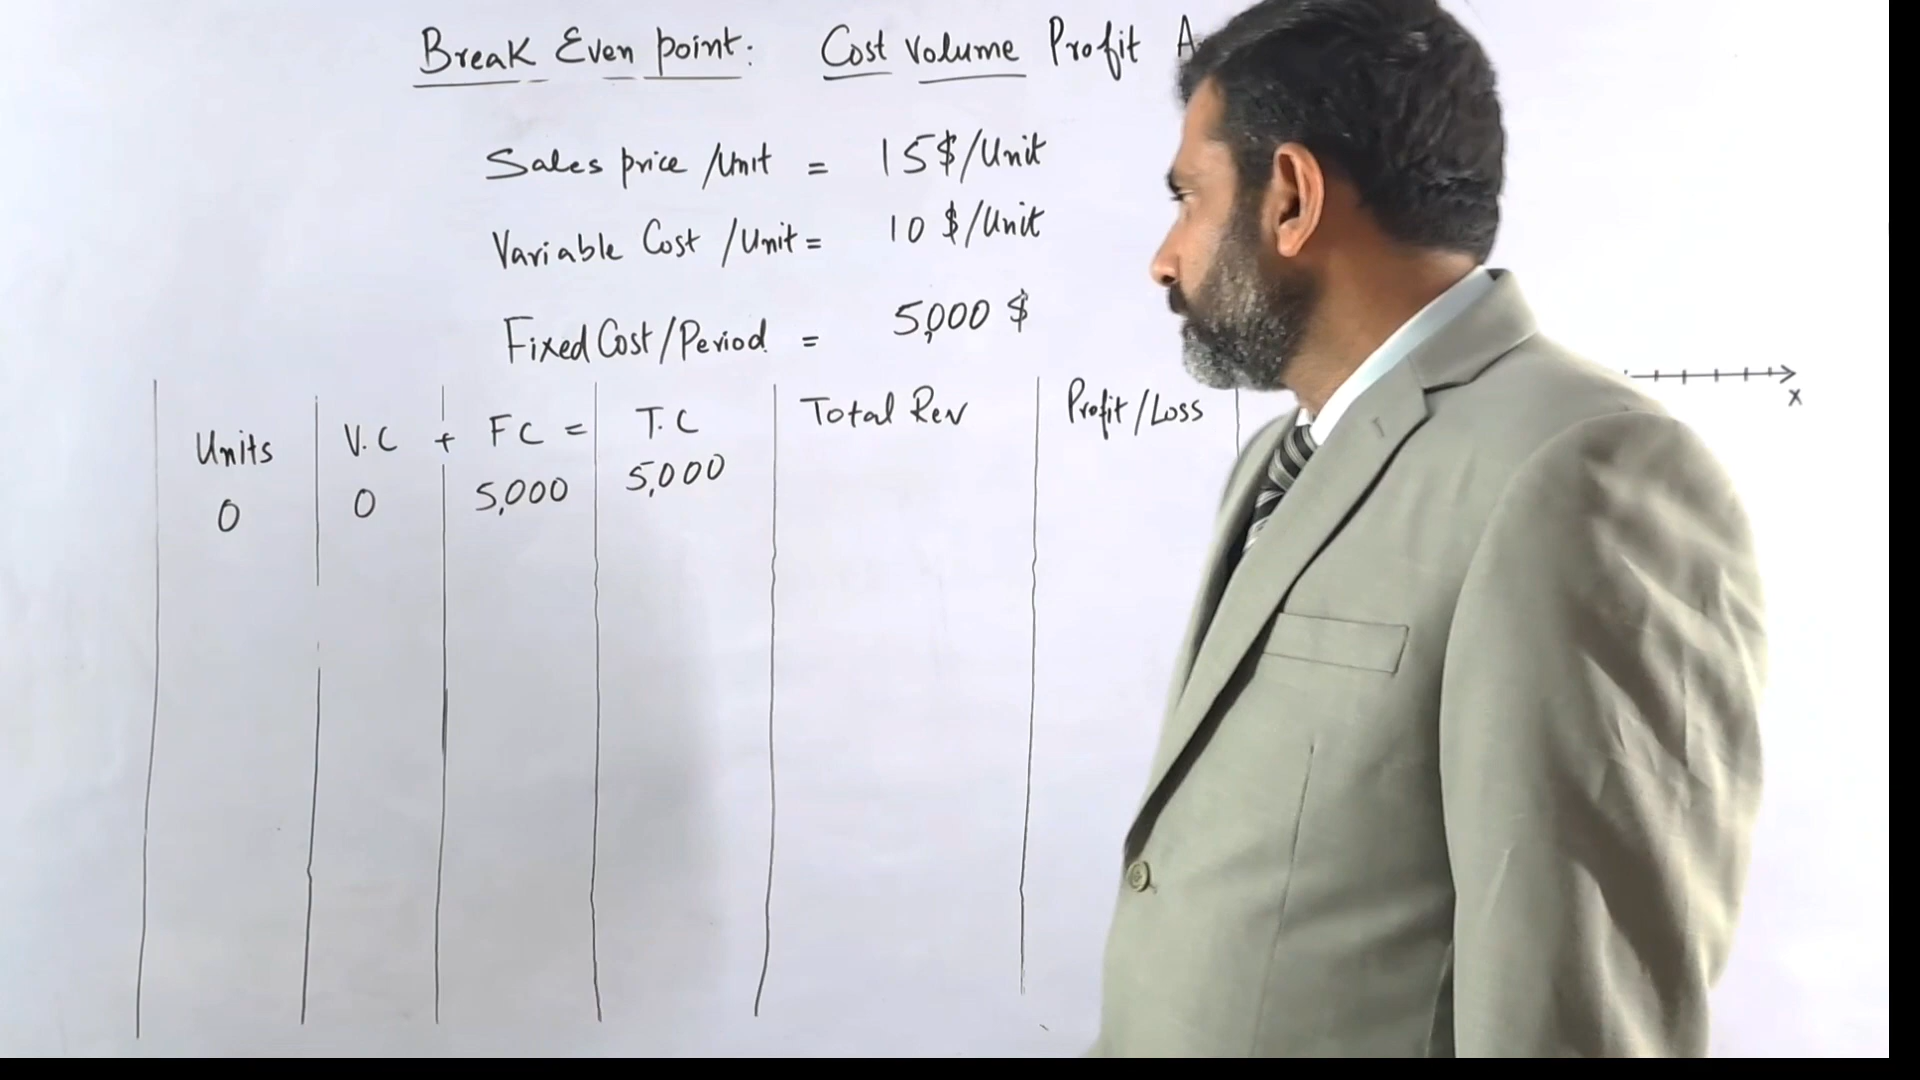 Break Even point: Cost Volume Profit A
Sales price /Unit = 15$/Unit
Variable Cost /Unit = 10 $/Unit
Fixed Cost/Period = 5,000 $
Units V.C + FC = T.C Total Rev Profit/Loss
0 0 5,000 5,000
x